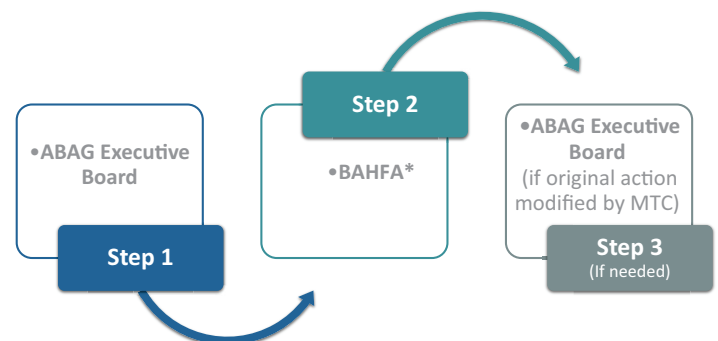 •ABAG Executive
Board
Step 1
Step 2
•BAHFA*
•ABAG Executive
Board
(if original action
modified by MTC)
Step 3
(If needed)